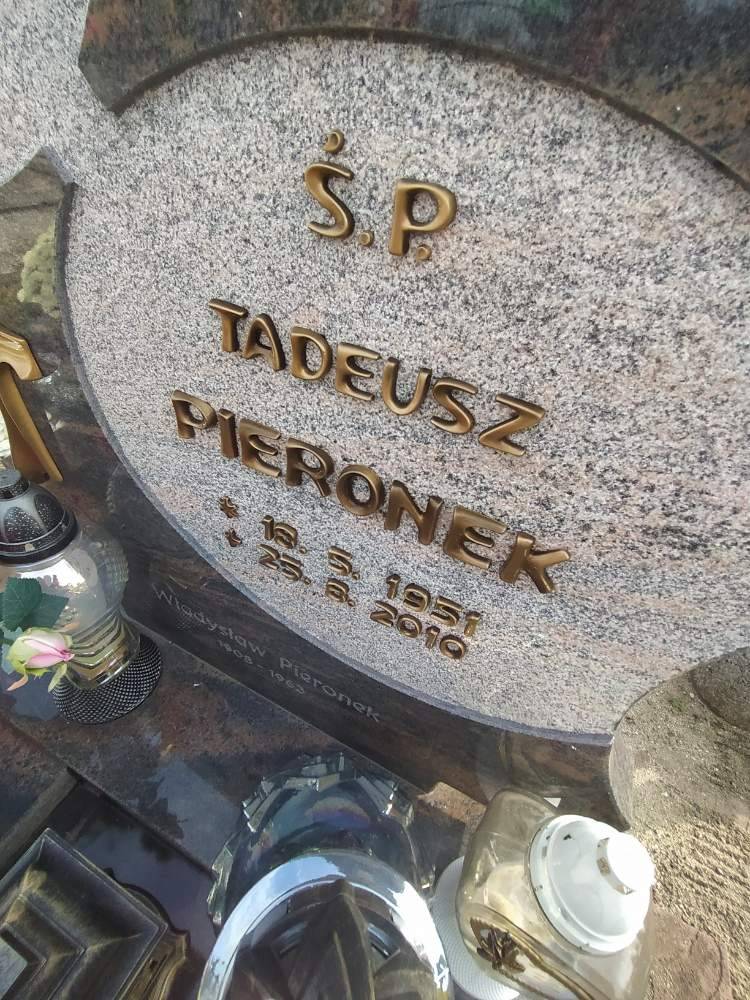 Ś.P.
TADEUSZ
PIERONEK
* 18. 5. 1951
25. 8. 2010
Władysław Pieronek